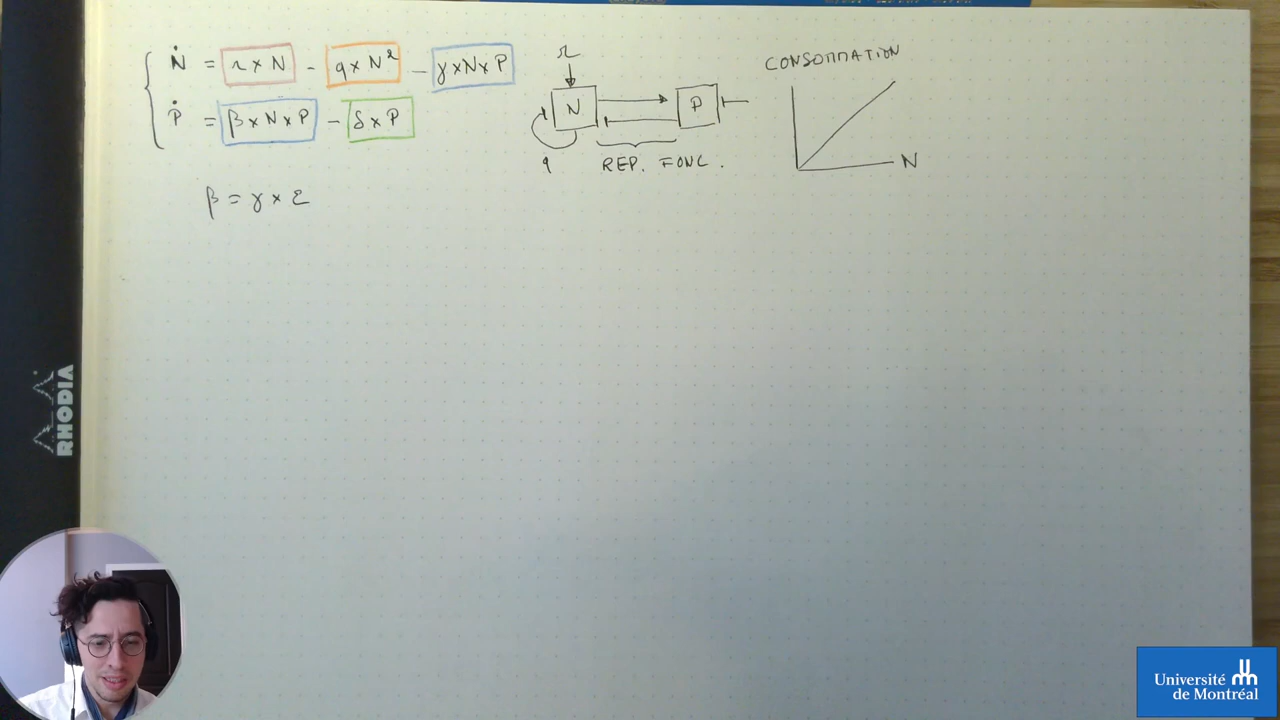 Ṅ = r × N - q × N² - γ × N × P
Ṗ = β × N × P - δ × P
β = γ × ε
r
N
P
q
REP. FONC.
CONSOMMATION
N
RHODIA
Université
de Montréal